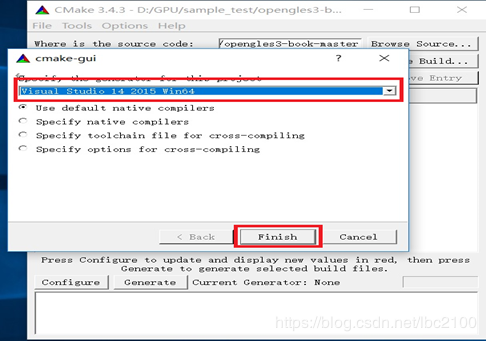 CMake 3.4.3 - D:/GPU/sample_test/opengles3-b...
File Tools Options Help
Where is the source code: /opengles3-book-master Browse Source...
cmake-gui ? 
Build...
Specify the generator for this project
ove Entry
Visual Studio 14 2015 Win64
Use default native compilers
Specify native compilers
Specify toolchain file for cross-compiling
Specify options for cross-compiling
< Back Finish Cancel
Press Configure to update and display new values in red, then press
Generate to generate selected build files.
Configure Generate Current Generator: None
https://blog.csdn.net/lbc2100